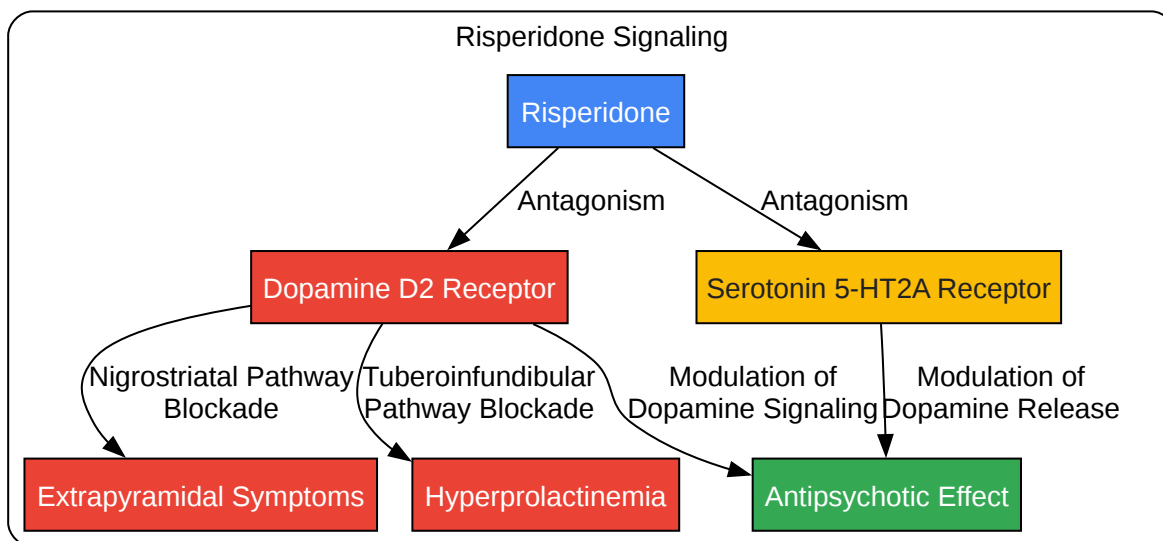 Risperidone Signaling
Risperidone
Antagonism
Antagonism
Dopamine D2 Receptor
Serotonin 5-HT2A Receptor
Nigrostriatal Pathway
Blockade
Tuberoinfundibular
Pathway Blockade
Modulation of
Dopamine Signaling
Modulation of
Dopamine Release
Extrapyramidal Symptoms
Hyperprolactinemia
Antipsychotic Effect